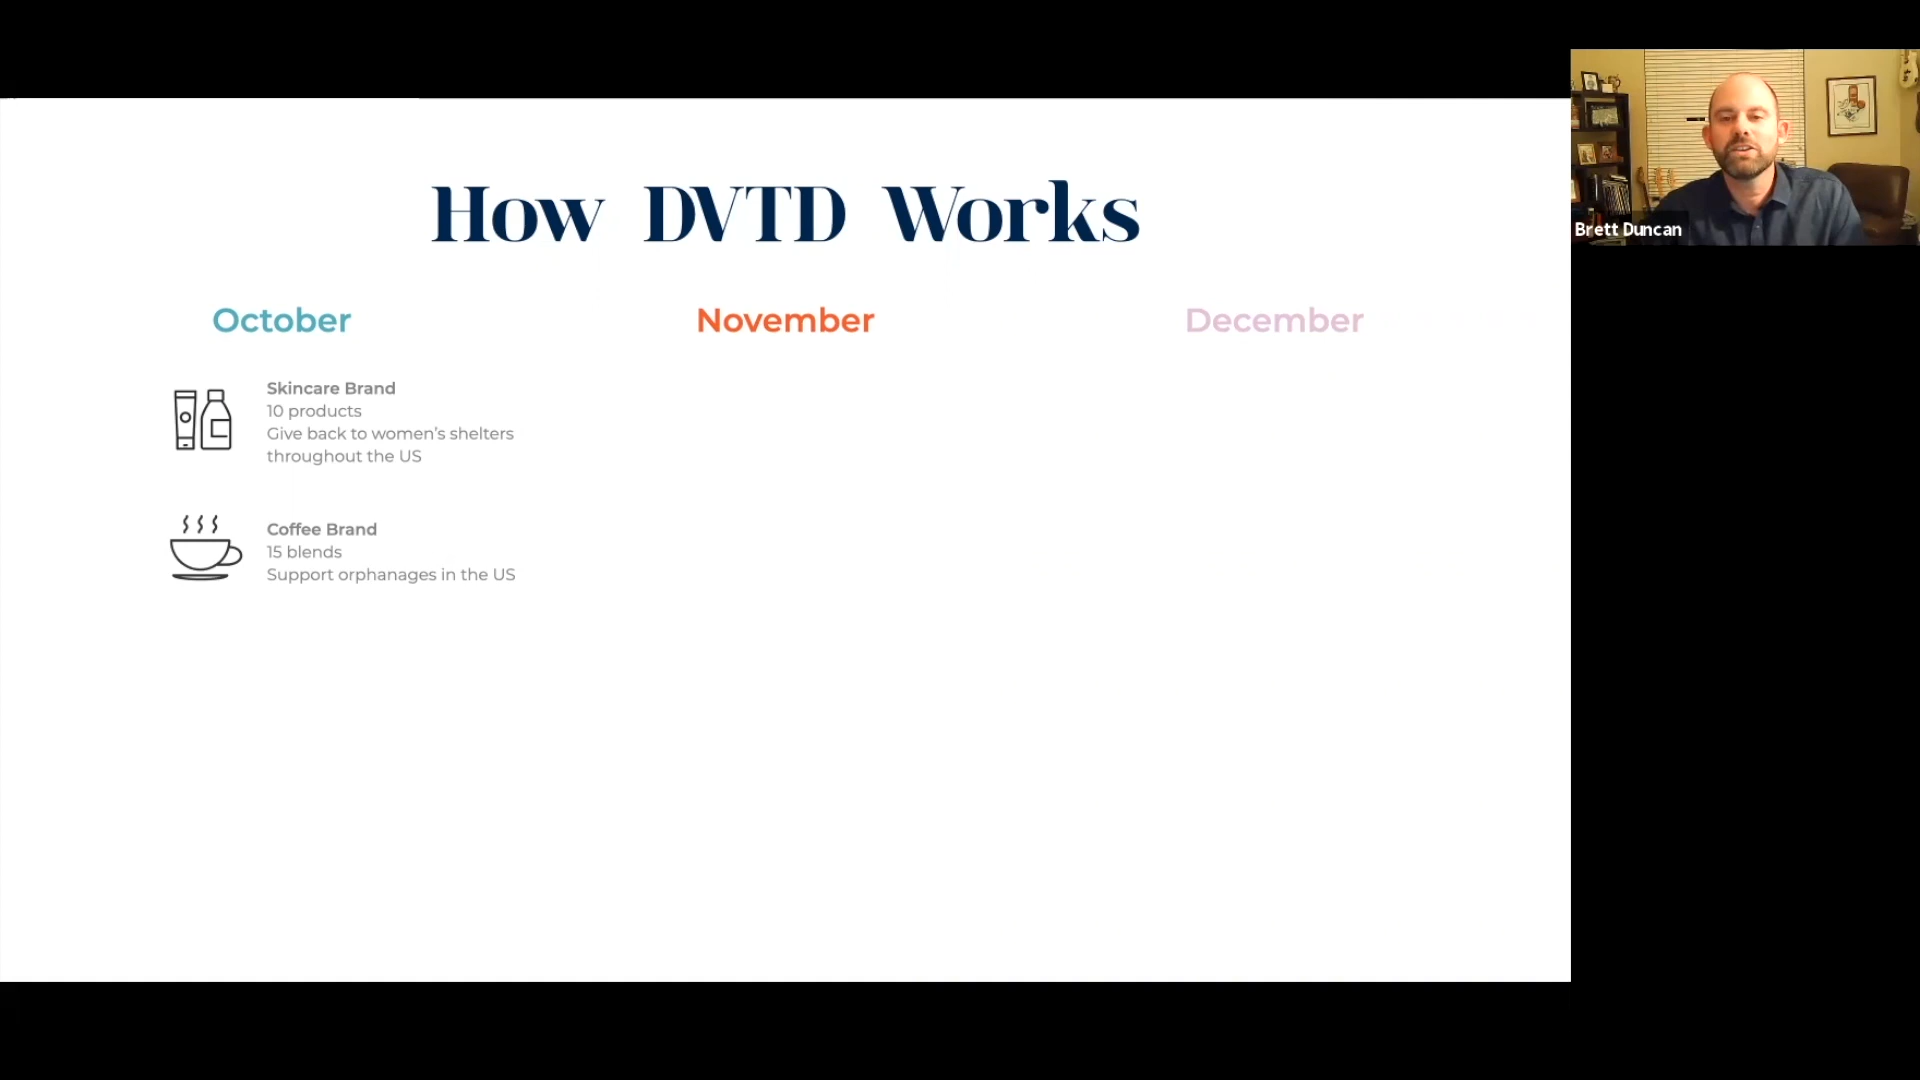 How DVTD Works
October
November
December
Skincare Brand
10 products
Give back to women's shelters
throughout the US
Coffee Brand
15 blends
Support orphanages in the US
Brett Duncan